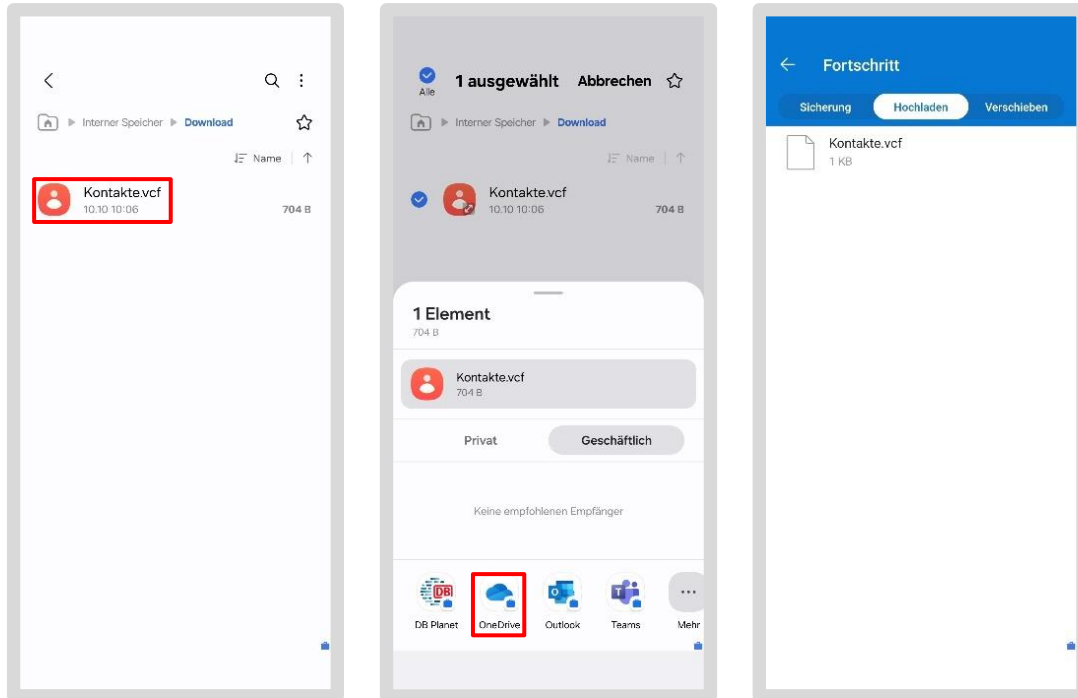 Interner Speicher Download
Name
Kontakte.vcf
10.10 10:06
704 B
Alle
1 ausgewählt Abbrechen
Interner Speicher Download
Name
Kontakte.vcf
10.10 10:06
704 B
1 Element
704 B
Kontakte.vcf
704 B
Privat Geschäftlich
Keine empfohlenen Empfänger
DB
DB Planet OneDrive Outlook Teams Mehr
Fortschritt
Sicherung Hochladen Verschieben
Kontakte.vcf
1 KB